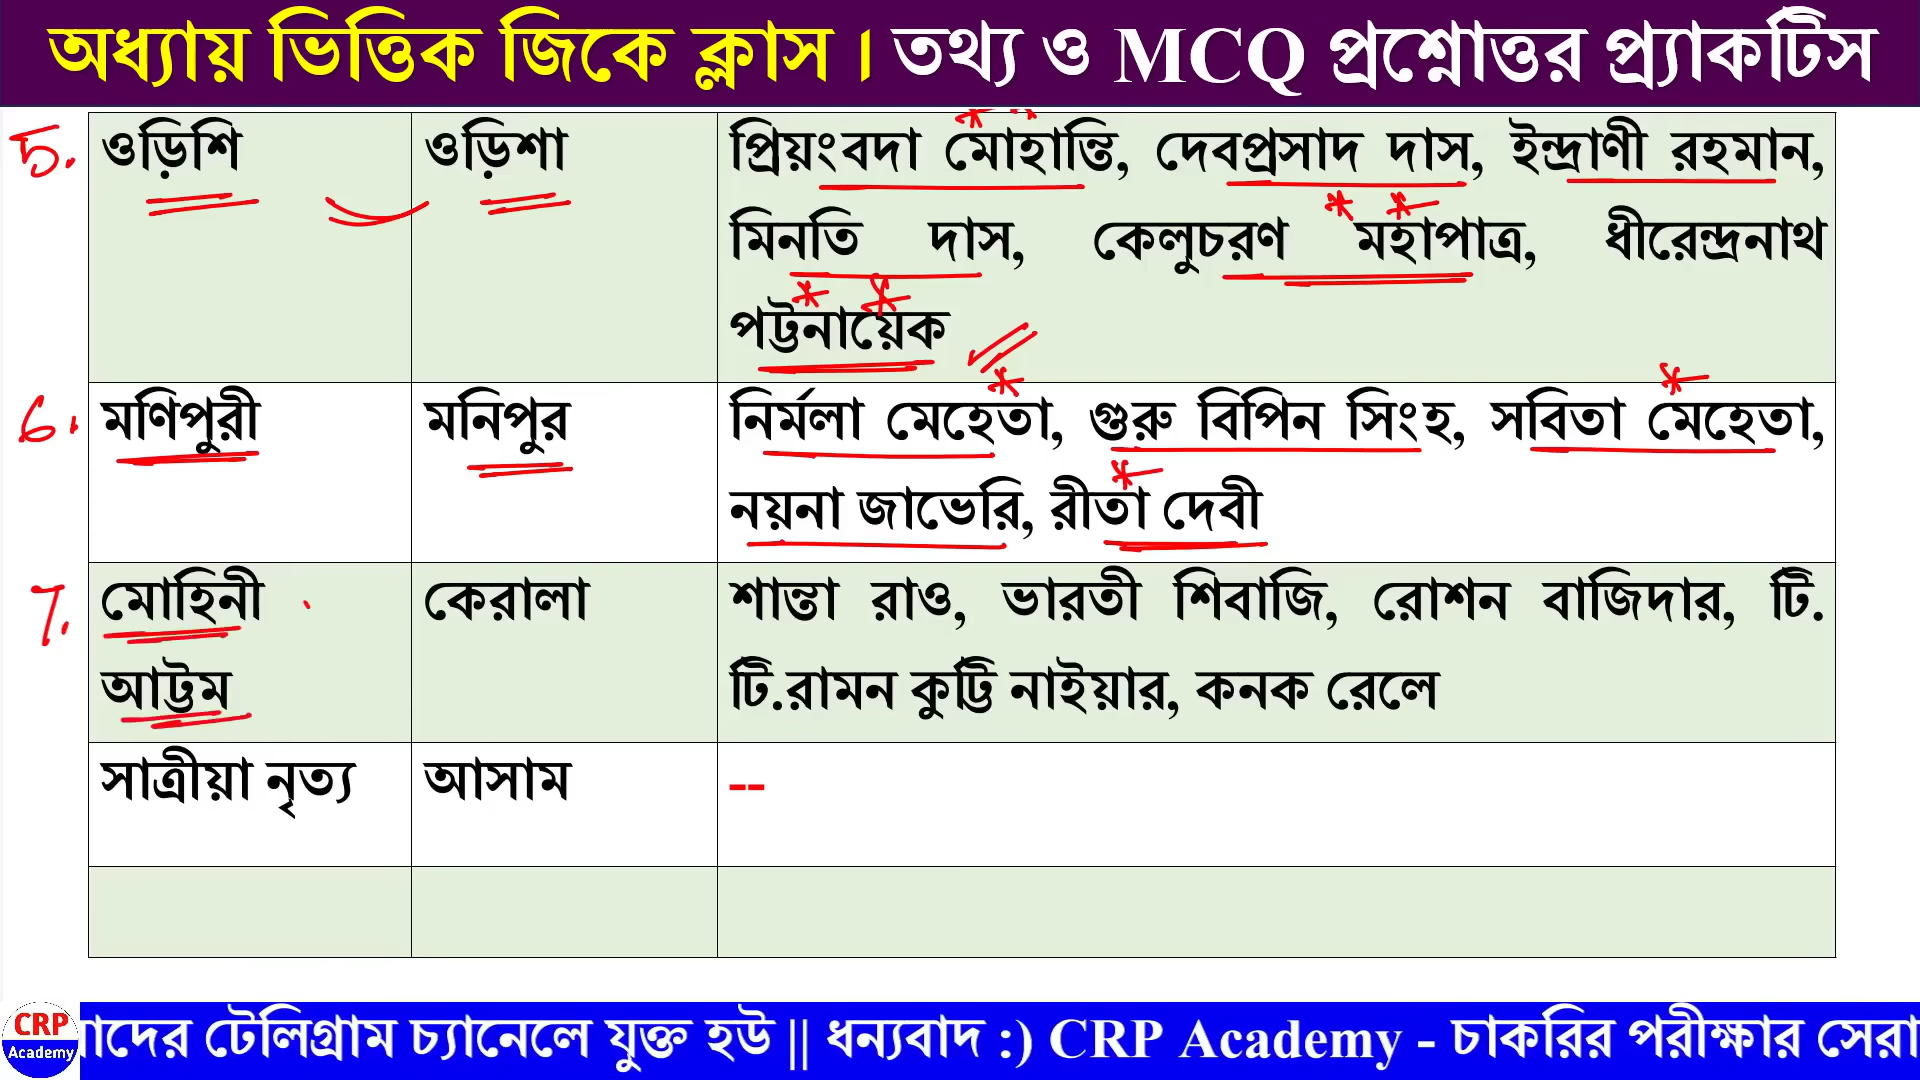 অধ্যায় ভিত্তিক জিকে ক্লাস । তথ্য ও MCQ প্রশ্নোত্তর প্র্যাকটিস
5. ওড়িশি ওড়িশা প্রিয়ংবদা মোহান্তি, দেবপ্রসাদ দাস, ইন্দ্রাণী রহমান,
মিনতি দাস, কেলুচরণ মহাপাত্র, ধীরেন্দ্রনাথ
পট্টনায়েক
6. মণিপুরী মনিপুর নির্মলা মেহেতা, গুরু বিপিন সিংহ, সবিতা মেহেতা,
নয়না জাভেরি, রীতা দেবী
7. মোহিনী কেরালা শান্তা রাও, ভারতী শিবাজি, রোশন বাজিদার, টি.
আট্টম টি.রামন কুট্টি নাইয়ার, কনক রেলে
সাত্রীয়া নৃত্য আসাম --
CRP
Academy
টেলিগ্রাম চ্যানেলে যুক্ত হউ || ধন্যবাদ :) CRP Academy - চাকরির পরীক্ষার সেরা